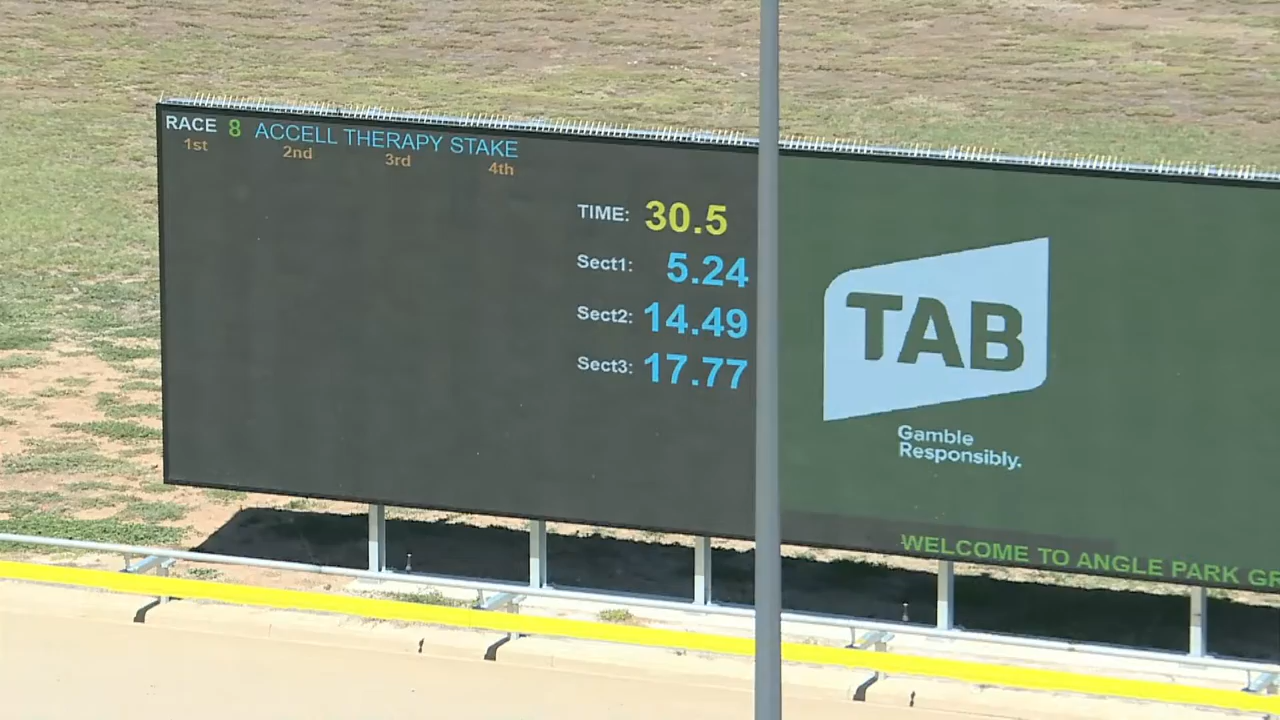 RACE 8 ACCELL THERAPY STAKE
1st 2nd 3rd 4th
TIME: 30.5
Sect1: 5.24
Sect2: 14.49
Sect3: 17.77
TAB
Gamble
Responsibly.
WELCOME TO ANGLE PARK